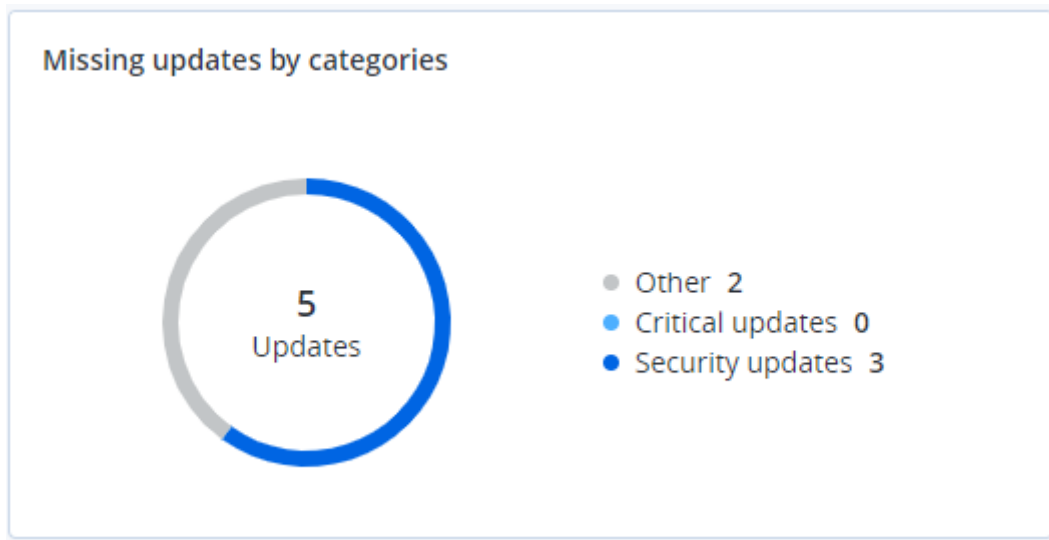 Missing updates by categories
5
Updates
Other 2
Critical updates 0
Security updates 3